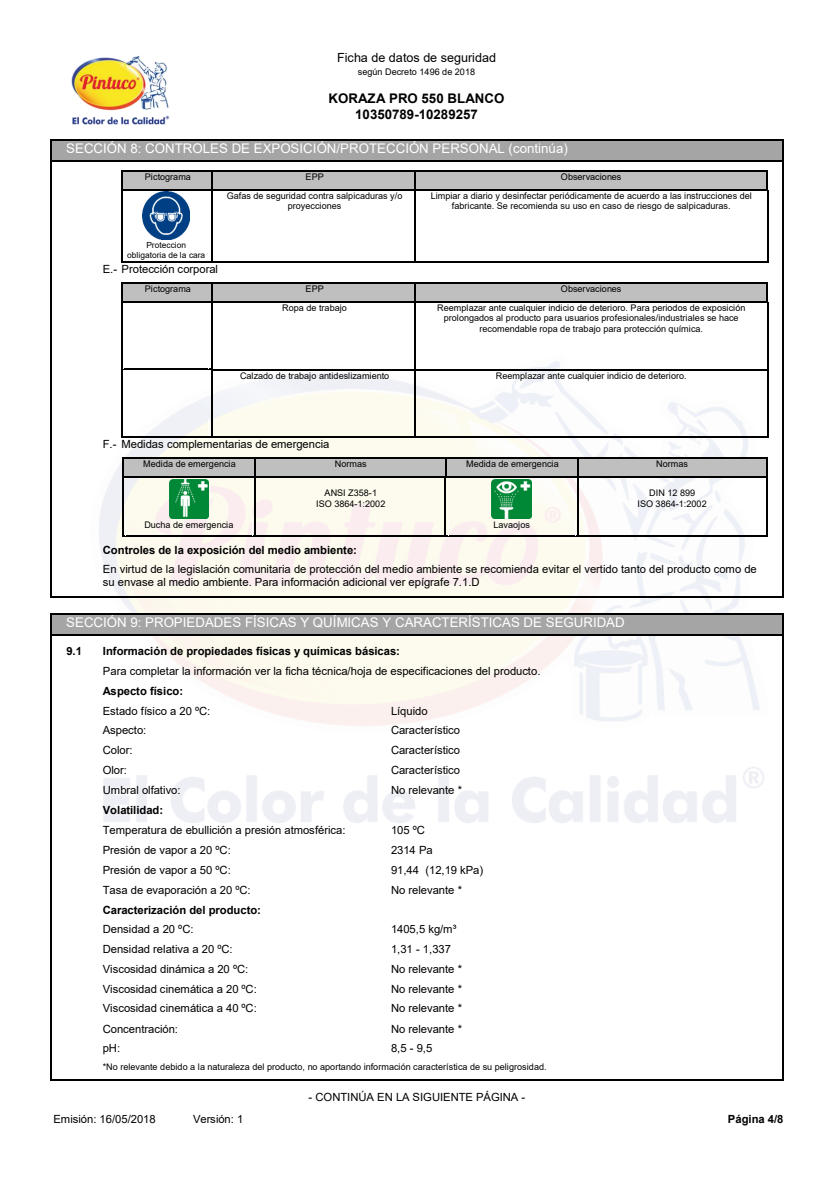 Pintuco®
El Color de la Calidad®
Ficha de datos de seguridad
según Decreto 1496 de 2018
KORAZA PRO 550 BLANCO
10350789-10289257
SECCIÓN 8: CONTROLES DE EXPOSICIÓN/PROTECCIÓN PERSONAL (continúa)
Pictograma EPP Observaciones
Gafas de seguridad contra salpicaduras y/o Limpiar a diario y desinfectar periódicamente de acuerdo a las instrucciones del
proyecciones fabricante. Se recomienda su uso en caso de riesgo de salpicaduras.
Proteccion
obligatoria de la cara
E.- Protección corporal
Pictograma EPP Observaciones
Ropa de trabajo Reemplazar ante cualquier indicio de deterioro. Para periodos de exposición
prolongados al producto para usuarios profesionales/industriales se hace
recomendable ropa de trabajo para protección química.
Calzado de trabajo antideslizamiento Reemplazar ante cualquier indicio de deterioro.
F.- Medidas complementarias de emergencia
Medida de emergencia Normas Medida de emergencia Normas
ANSI Z358-1 DIN 12 899
ISO 3864-1:2002 ISO 3864-1:2002
Ducha de emergencia Lavaojos
Pintuco®
Controles de la exposición del medio ambiente:
En virtud de la legislación comunitaria de protección del medio ambiente se recomienda evitar el vertido tanto del producto como de
su envase al medio ambiente. Para información adicional ver epígrafe 7.1.D
SECCIÓN 9: PROPIEDADES FÍSICAS Y QUÍMICAS Y CARACTERÍSTICAS DE SEGURIDAD
9.1 Información de propiedades físicas y químicas básicas:
Para completar la información ver la ficha técnica/hoja de especificaciones del producto.
Aspecto físico:
Estado físico a 20 ºC: Líquido
Aspecto: Característico
Color: Característico
Olor: Característico
Umbral olfativo: No relevante *
El Color de la Calidad®
Volatilidad:
Temperatura de ebullición a presión atmosférica: 105 ºC
Presión de vapor a 20 ºC: 2314 Pa
Presión de vapor a 50 ºC: 91,44 (12,19 kPa)
Tasa de evaporación a 20 ºC: No relevante *
Caracterización del producto:
Densidad a 20 ºC: 1405,5 kg/m³
Densidad relativa a 20 ºC: 1,31 - 1,337
Viscosidad dinámica a 20 ºC: No relevante *
Viscosidad cinemática a 20 ºC: No relevante *
Viscosidad cinemática a 40 ºC: No relevante *
Concentración: No relevante *
pH: 8,5 - 9,5
*No relevante debido a la naturaleza del producto, no aportando información característica de su peligrosidad.
- CONTINÚA EN LA SIGUIENTE PÁGINA -
Emisión: 16/05/2018 Versión: 1 Página 4/8